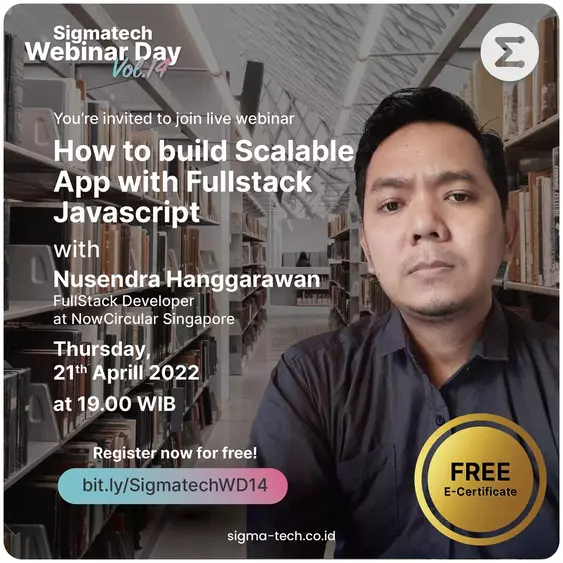 Sigmatech
Webinar Day
Vol.14
You're invited to join live webinar
How to build Scalable
App with Fullstack
Javascript
with
Nusendra Hanggarawan
FullStack Developer
at NowCircular Singapore
Thursday,
21th Aprill 2022
at 19.00 WIB
Register now for free!
bit.ly/SigmatechWD14
FREE
E-Certificate
sigma-tech.co.id